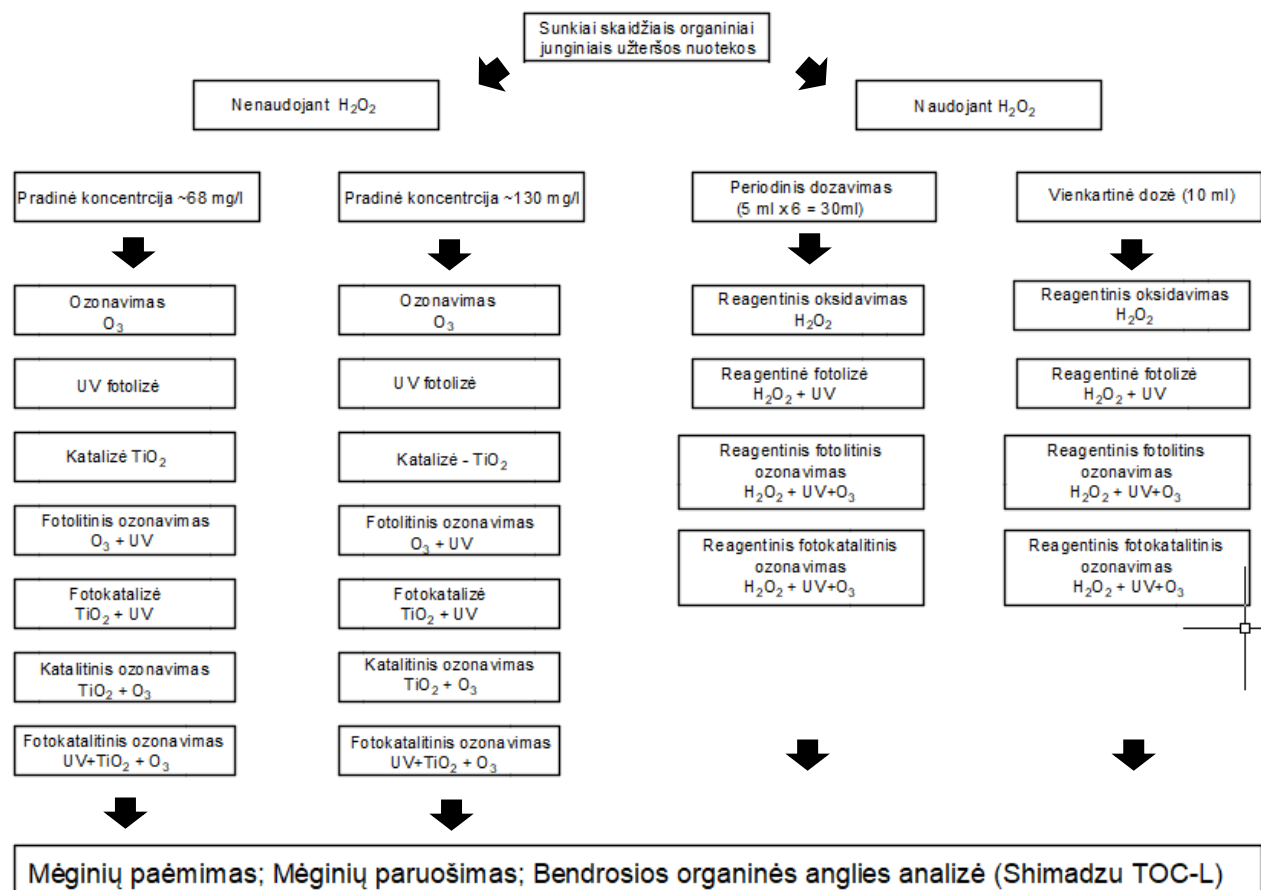 Sunkiai skaidžiais organiniai
junginiais užteršos nuotekos
Nenaudojant H₂O₂
Naudojant H₂O₂
Pradinė koncentrcija ~68 mg/l
Pradinė koncentrcija ~130 mg/l
Periodinis dozavimas
(5 ml x 6 = 30ml)
Vienkartinė dozė (10 ml)
Ozonavimas
O₃
UV fotolizė
Katalizė TiO₂
Fotolitinis ozonavimas
O₃ + UV
Fotokatalizė
TiO₂ + UV
Katalitinis ozonavimas
TiO₂ + O₃
Fotokatalitinis ozonavimas
UV+TiO₂ + O₃
Ozonavimas
O₃
UV fotolizė
Katalizė - TiO₂
Fotolitinis ozonavimas
O₃ + UV
Fotokatalizė
TiO₂ + UV
Katalitinis ozonavimas
TiO₂ + O₃
Fotokatalitinis ozonavimas
UV+TiO₂ + O₃
Reagentinis oksidavimas
H₂O₂
Reagentinė fotolizė
H₂O₂ + UV
Reagentinis fotolitinis
ozonavimas
H₂O₂ + UV+O₃
Reagentinis fotokatalitinis
ozonavimas
H₂O₂ + UV+O₃
Reagentinis oksidavimas
H₂O₂
Reagentinė fotolizė
H₂O₂ + UV
Reagentinis fotolitins
ozonavimas
H₂O₂ + UV+O₃
Reagentinis fotokatalitinis
ozonavimas
H₂O₂ + UV+O₃
Mėginių paėmimas; Mėginių paruošimas; Bendrosios organinės anglies analizė (Shimadzu TOC-L)